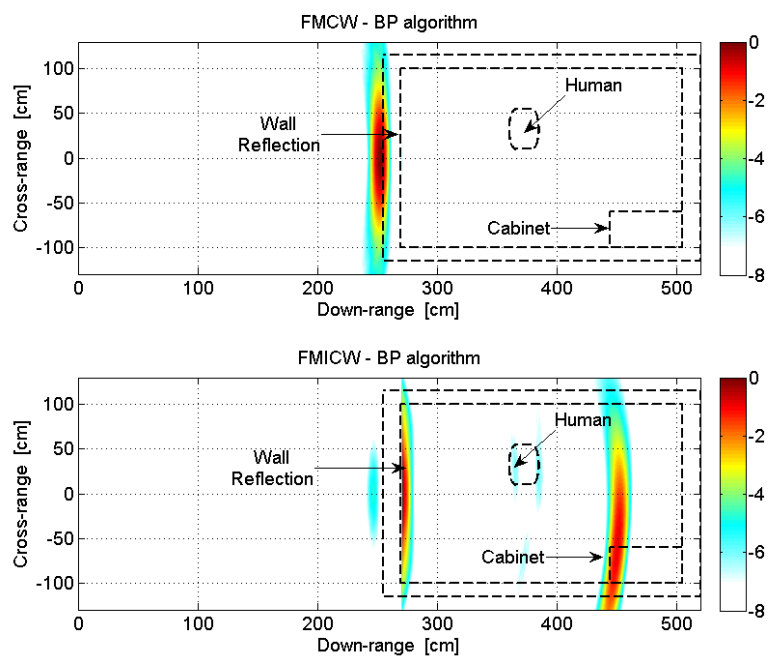 FMCW - BP algorithm
100
50
0
-50
-100
Cross-range [cm]
Wall
Reflection
Human
Cabinet
0
-2
-4
-6
-8
0 100 200 300 400 500
Down-range [cm]
FMICW - BP algorithm
100
50
0
-50
-100
Cross-range [cm]
Wall
Reflection
Human
Cabinet
0
-2
-4
-6
-8
0 100 200 300 400 500
Down-range [cm]